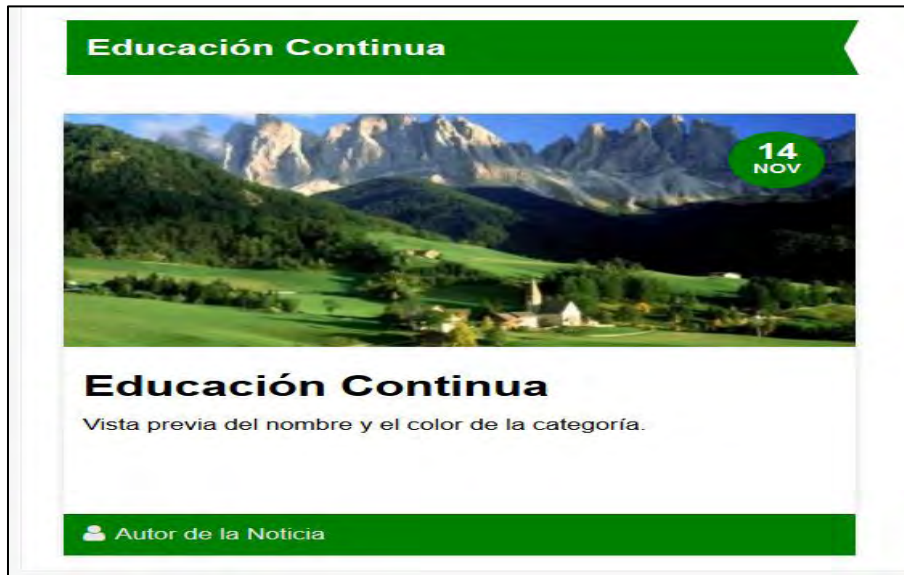 Educación Continua
14
NOV
Educación Continua
Vista previa del nombre y el color de la categoría.
Autor de la Noticia